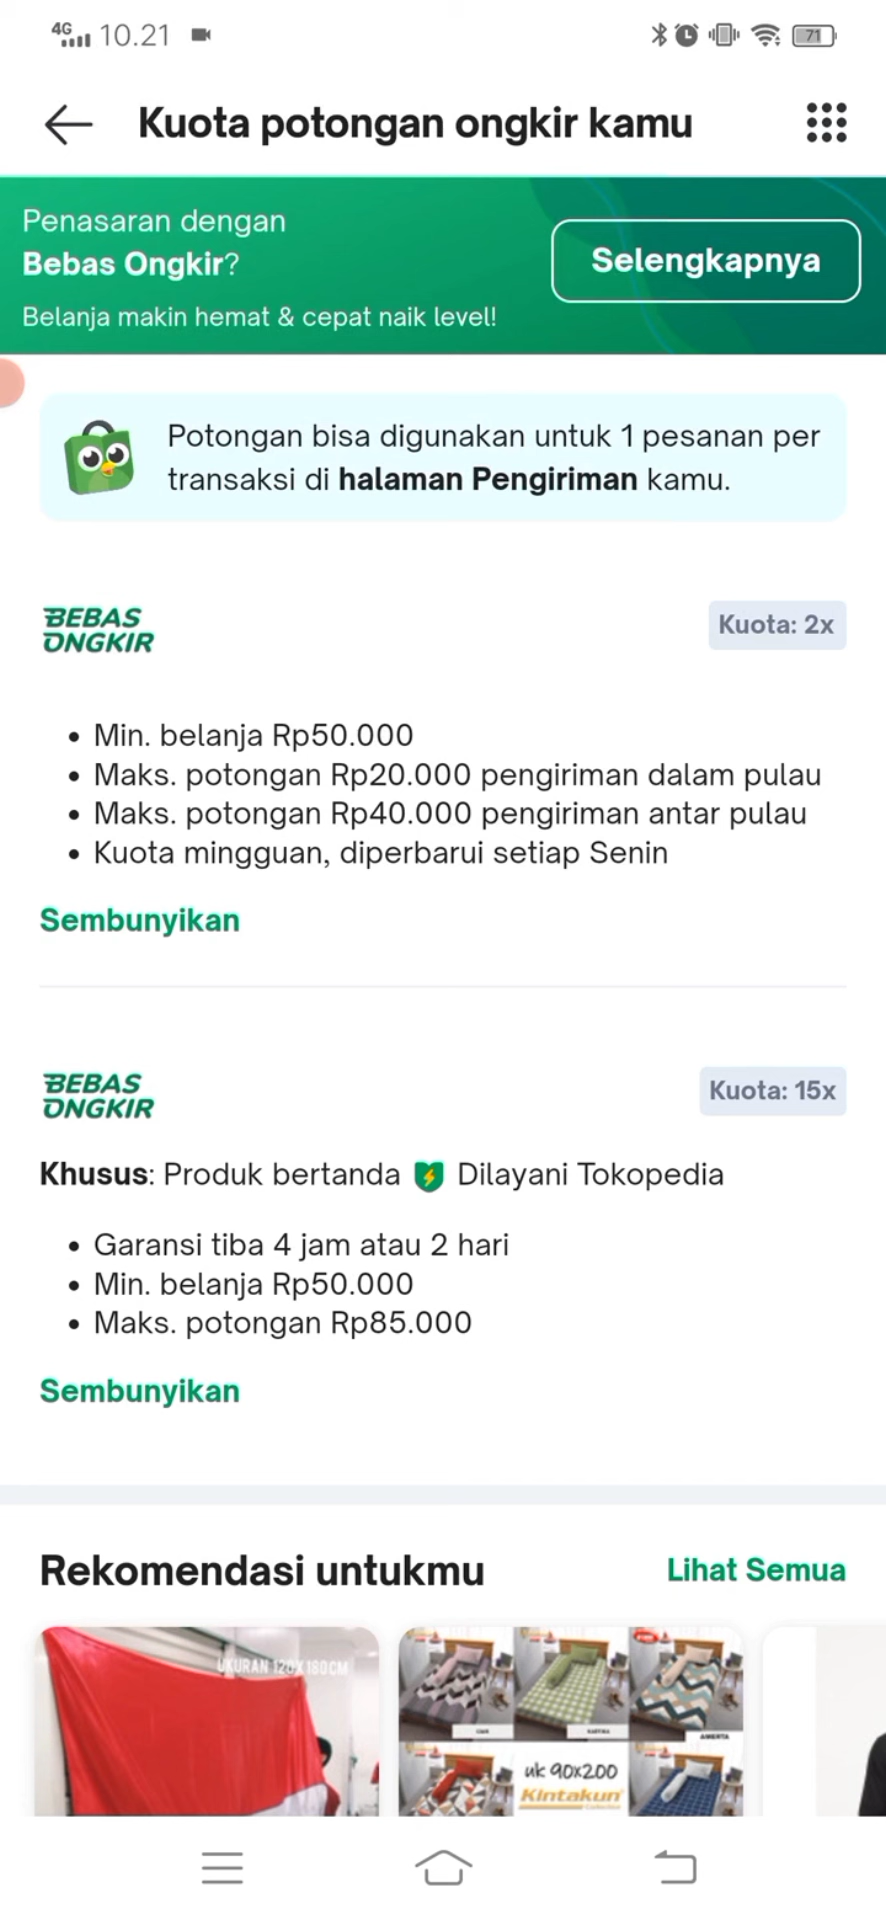 4G 10.21 71
Kuota potongan ongkir kamu
Penasaran dengan
Bebas Ongkir?
Selengkapnya
Belanja makin hemat & cepat naik level!
Potongan bisa digunakan untuk 1 pesanan per
transaksi di halaman Pengiriman kamu.
BEBAS
ONGKIR
Kuota: 2x
• Min. belanja Rp50.000
• Maks. potongan Rp20.000 pengiriman dalam pulau
• Maks. potongan Rp40.000 pengiriman antar pulau
• Kuota mingguan, diperbarui setiap Senin
Sembunyikan
BEBAS
ONGKIR
Kuota: 15x
Khusus: Produk bertanda Dilayani Tokopedia
• Garansi tiba 4 jam atau 2 hari
• Min. belanja Rp50.000
• Maks. potongan Rp85.000
Sembunyikan
Rekomendasi untukmu
Lihat Semua
UKURAN 120X180CM
AMERTA
uk 90x200
Kintakun